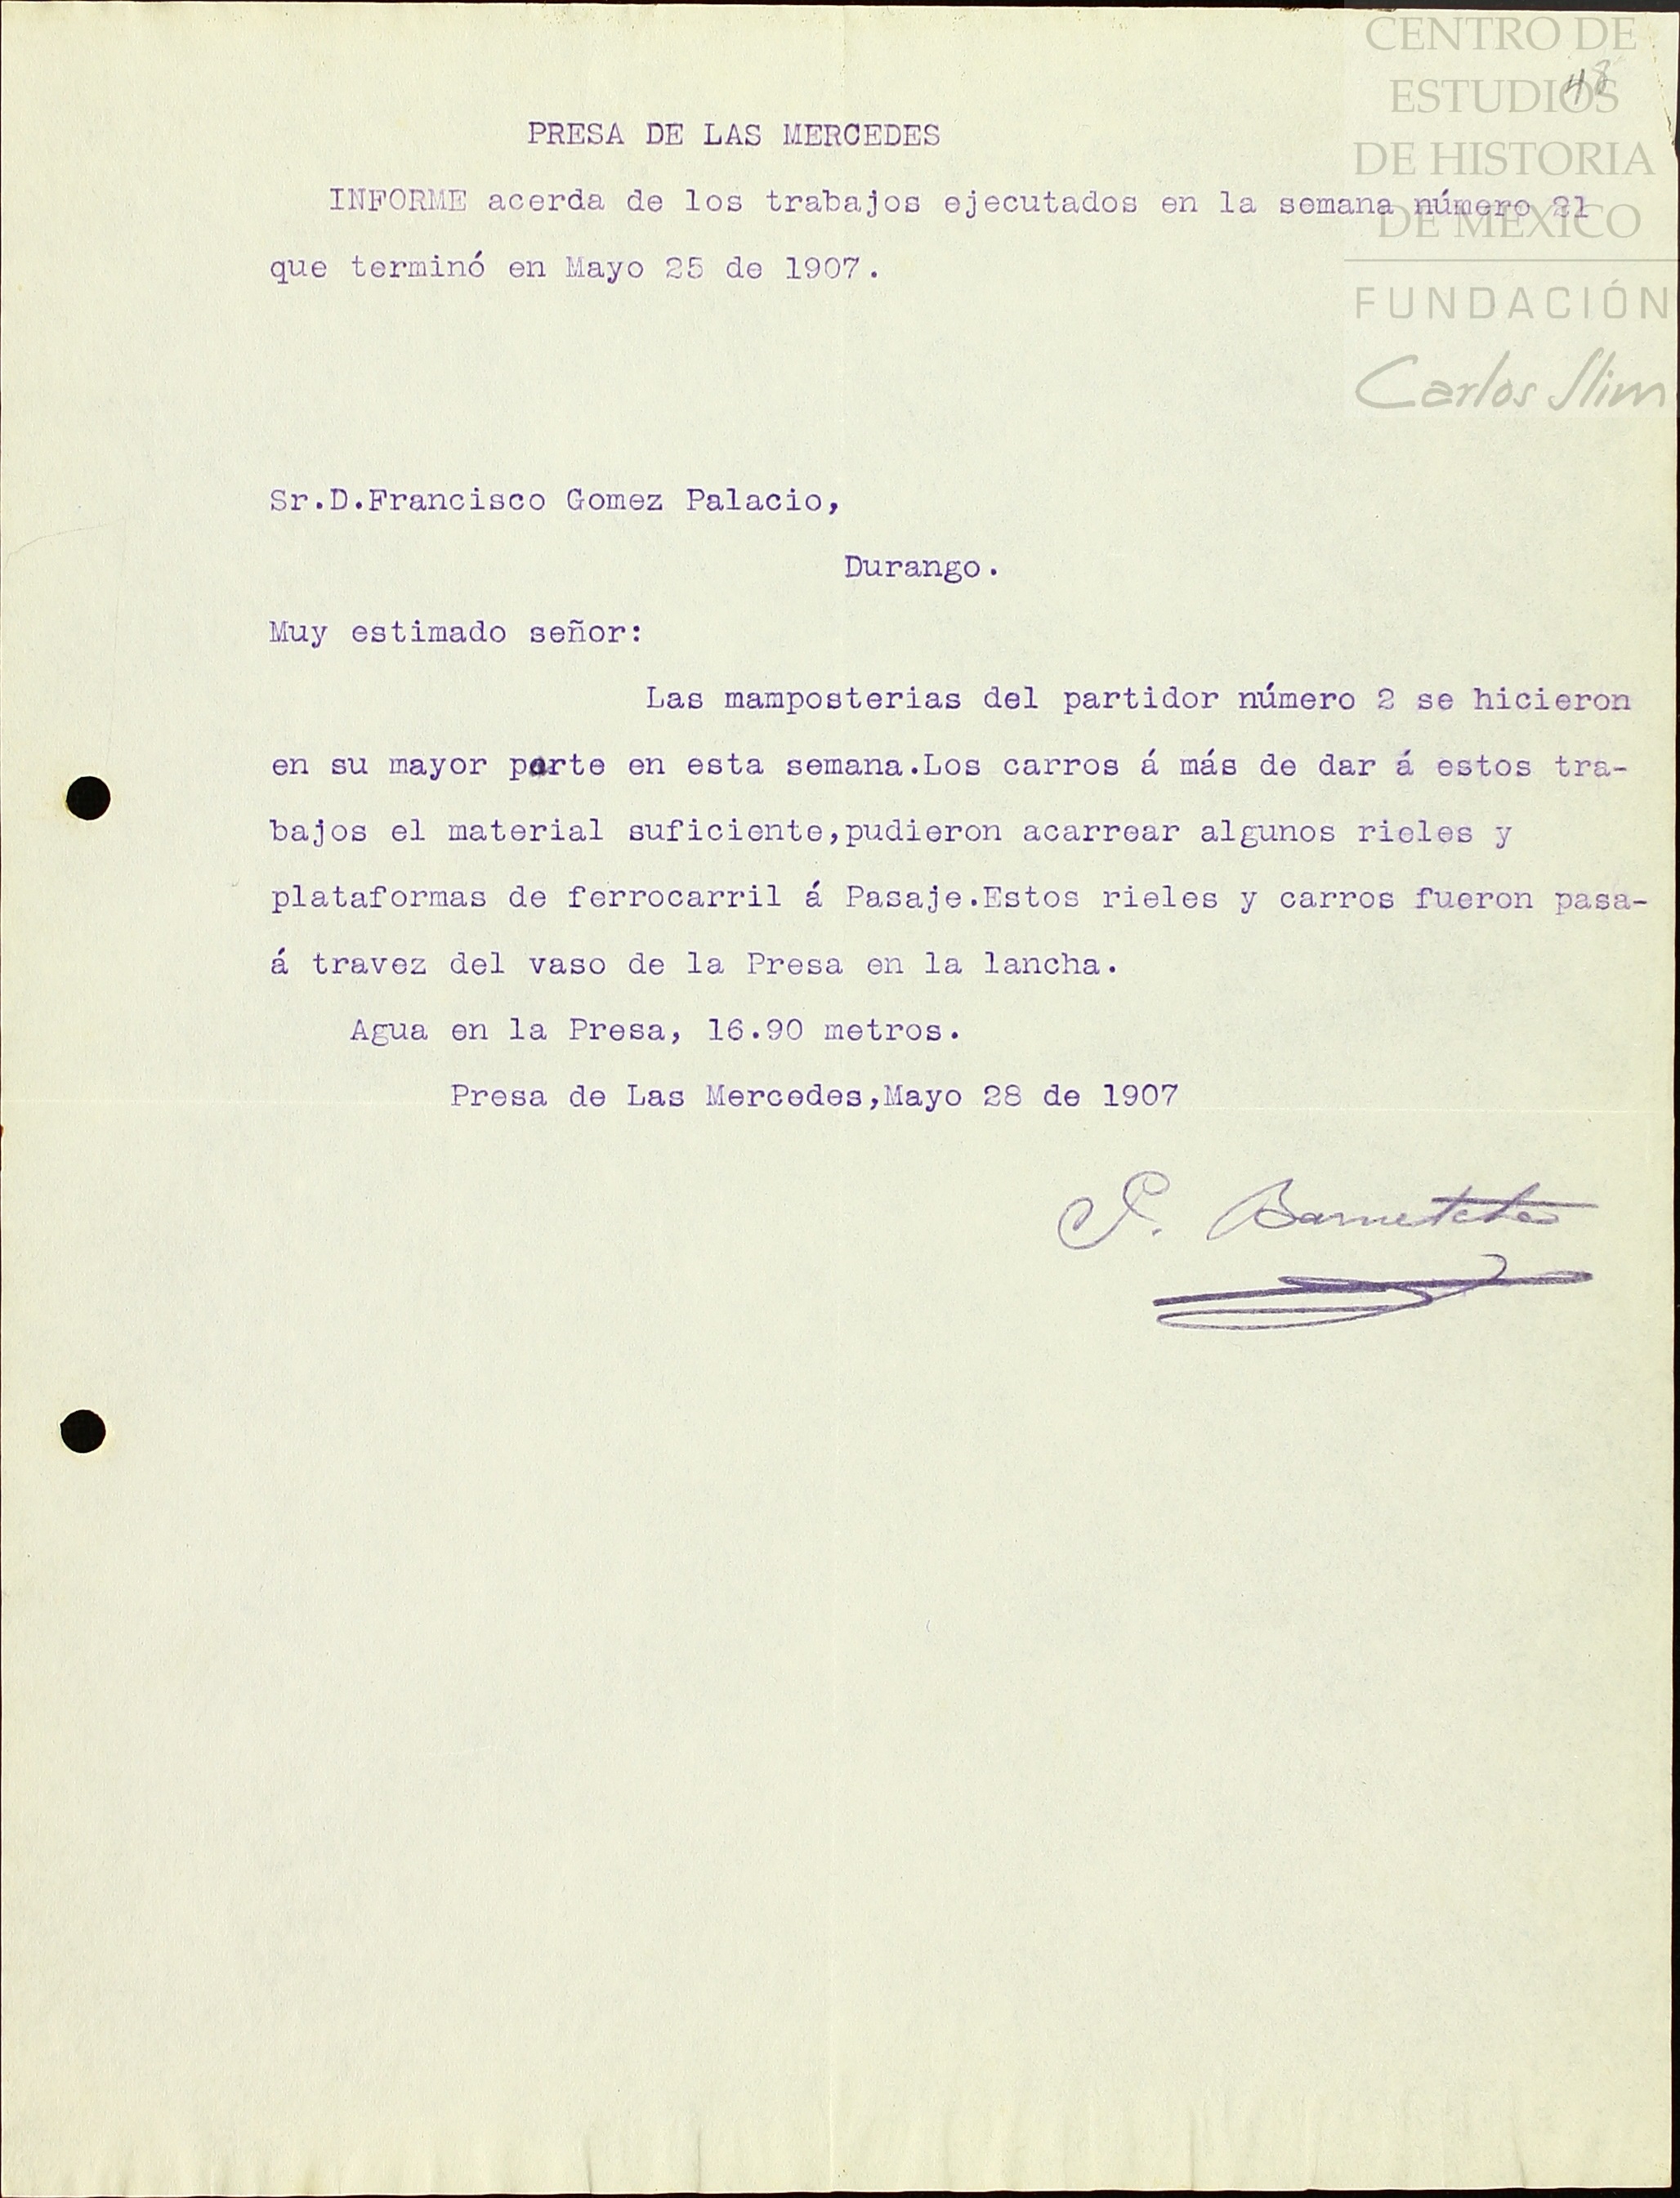 CENTRO DE
ESTUDIOS
DE HISTORIA
DE MÉXICO
FUNDACIÓN
Carlos Slim
48
PRESA DE LAS MERCEDES
INFORME acerda de los trabajos ejecutados en la semana número 21
que terminó en Mayo 25 de 1907.
Sr.D.Francisco Gomez Palacio,
Durango.
Muy estimado señor:
Las mamposterias del partidor número 2 se hicieron
en su mayor parte en esta semana.Los carros á más de dar á estos tra-
bajos el material suficiente,pudieron acarrear algunos rieles y
plataformas de ferrocarril á Pasaje.Estos rieles y carros fueron pasa-
á travez del vaso de la Presa en la lancha.
Agua en la Presa, 16.90 metros.
Presa de Las Mercedes,Mayo 28 de 1907